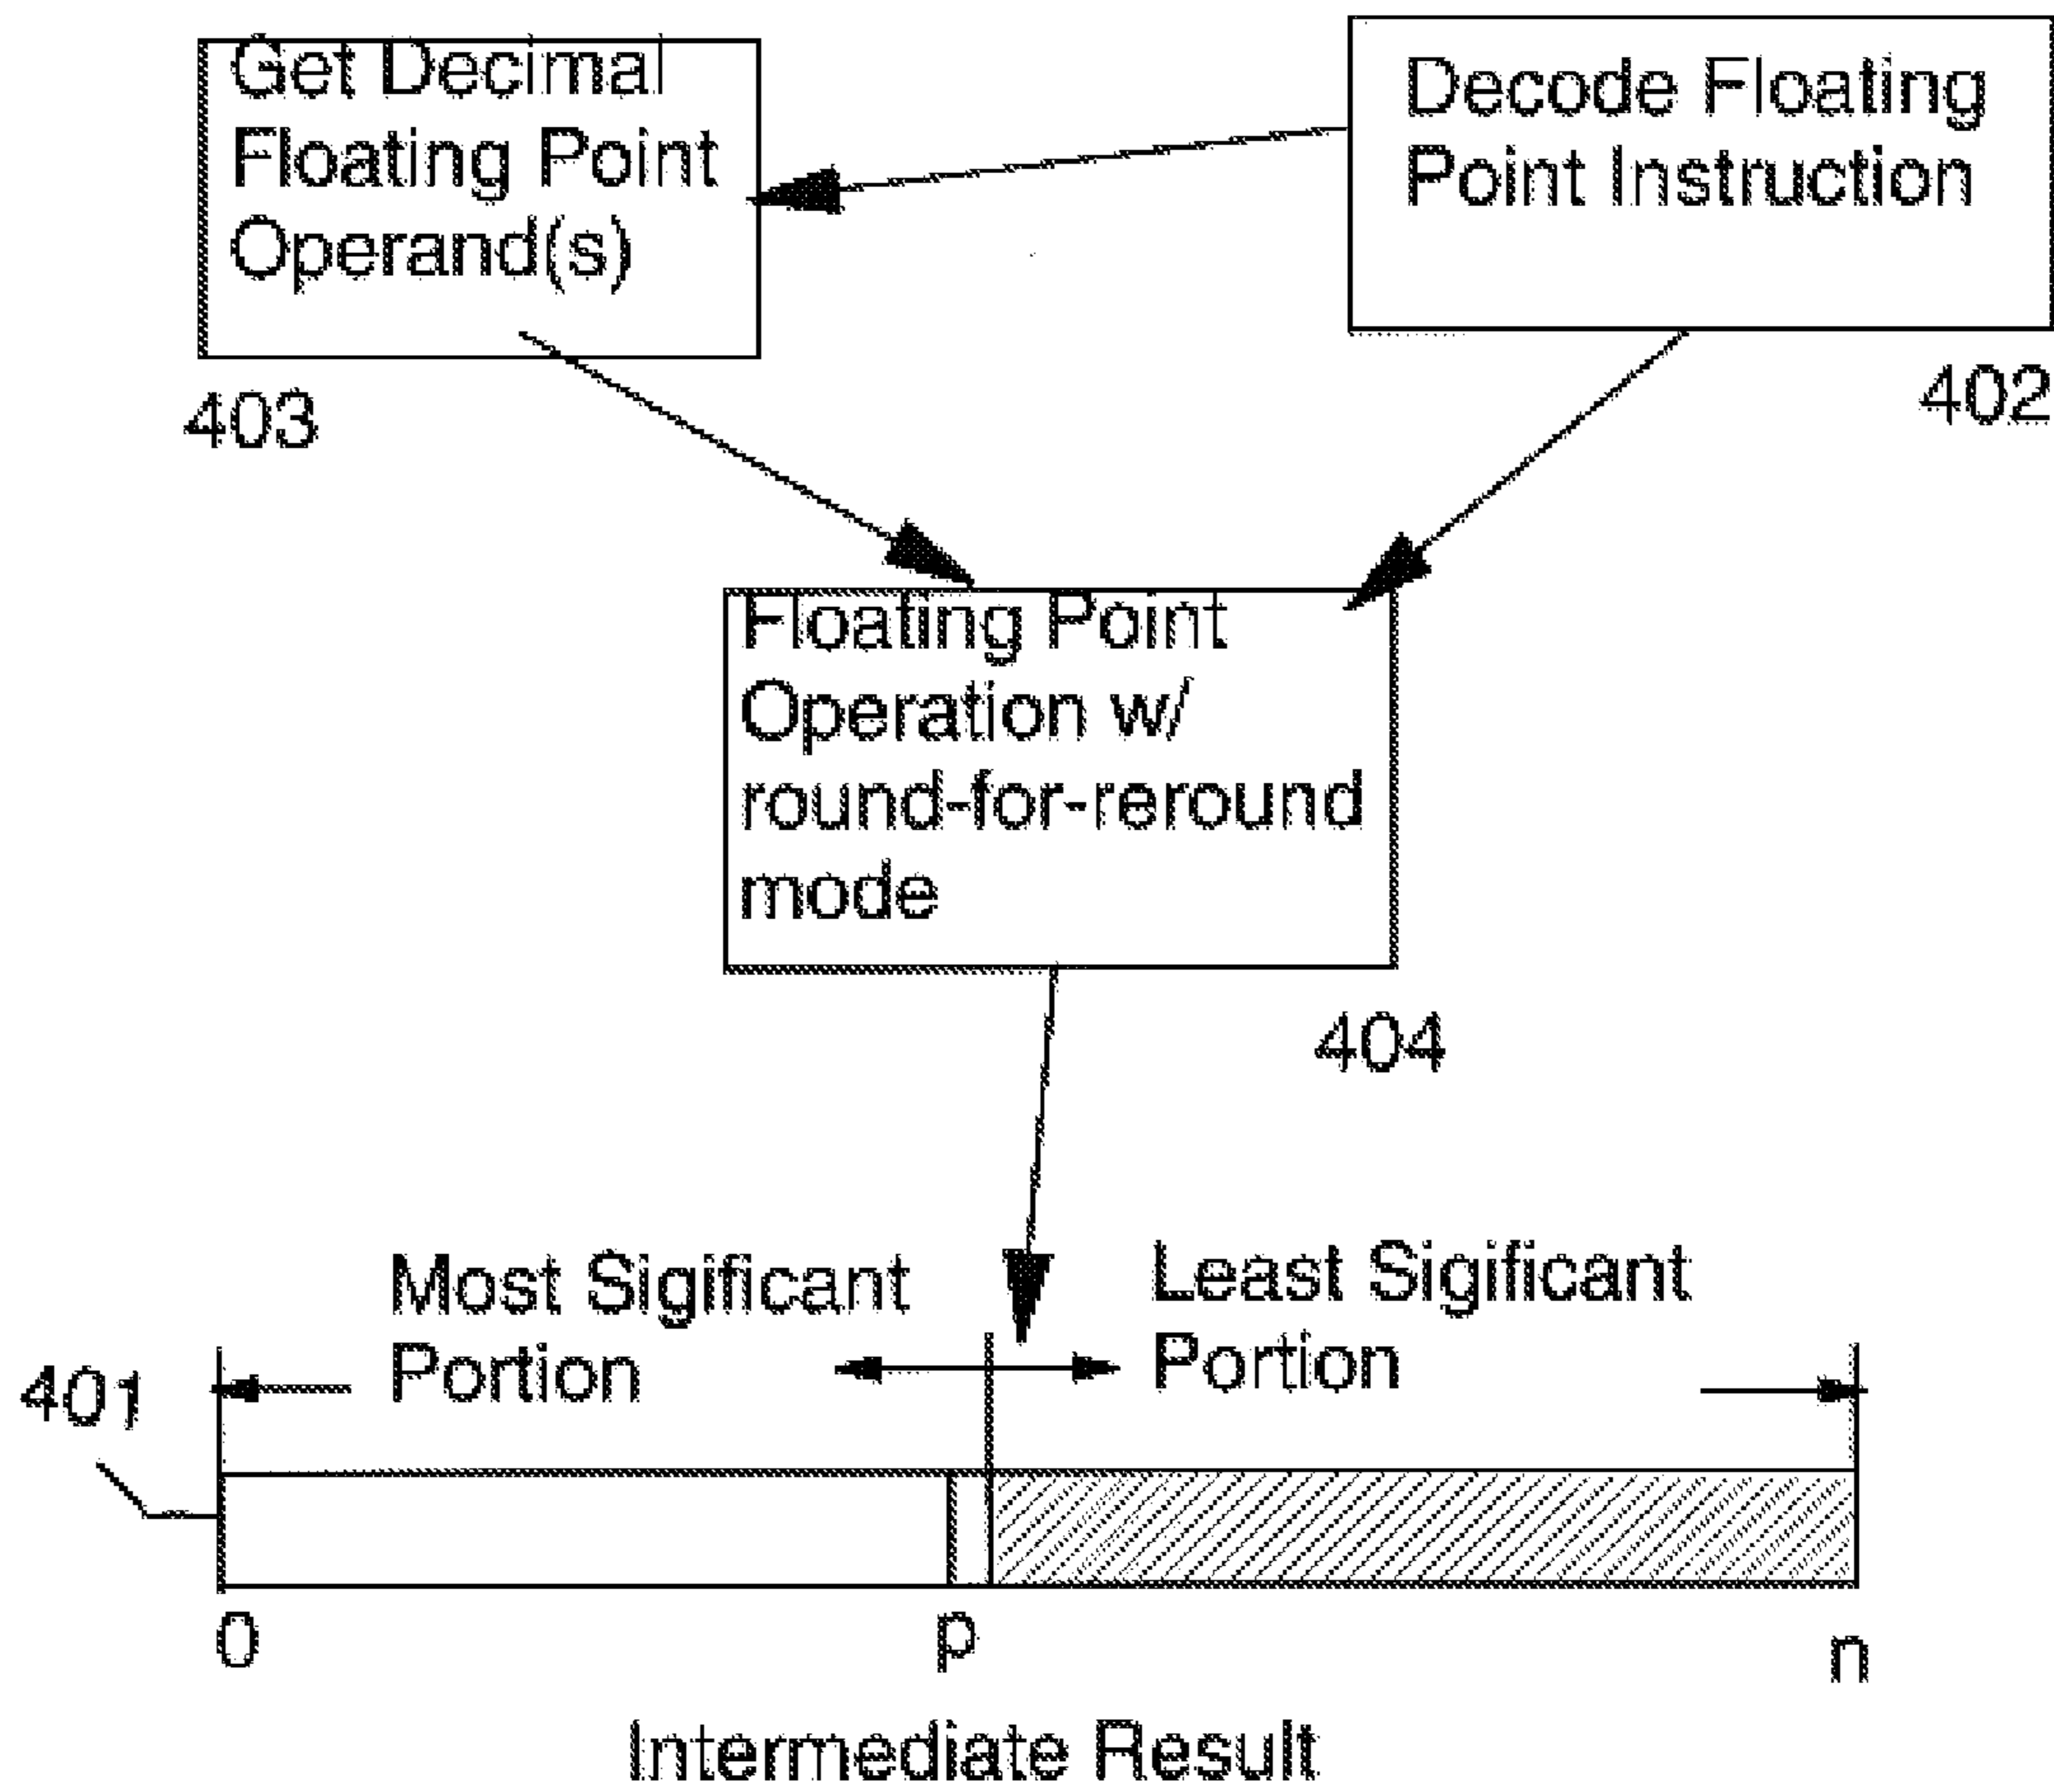 Get Decimal
Floating Point
Operand(s)
403
Decode Floating
Point Instruction
402
Floating Point
Operation w/
round-for-reround
mode
404
Most Sigificant
Portion
Least Sigificant
Portion
401
0
p
n
Intermediate Result